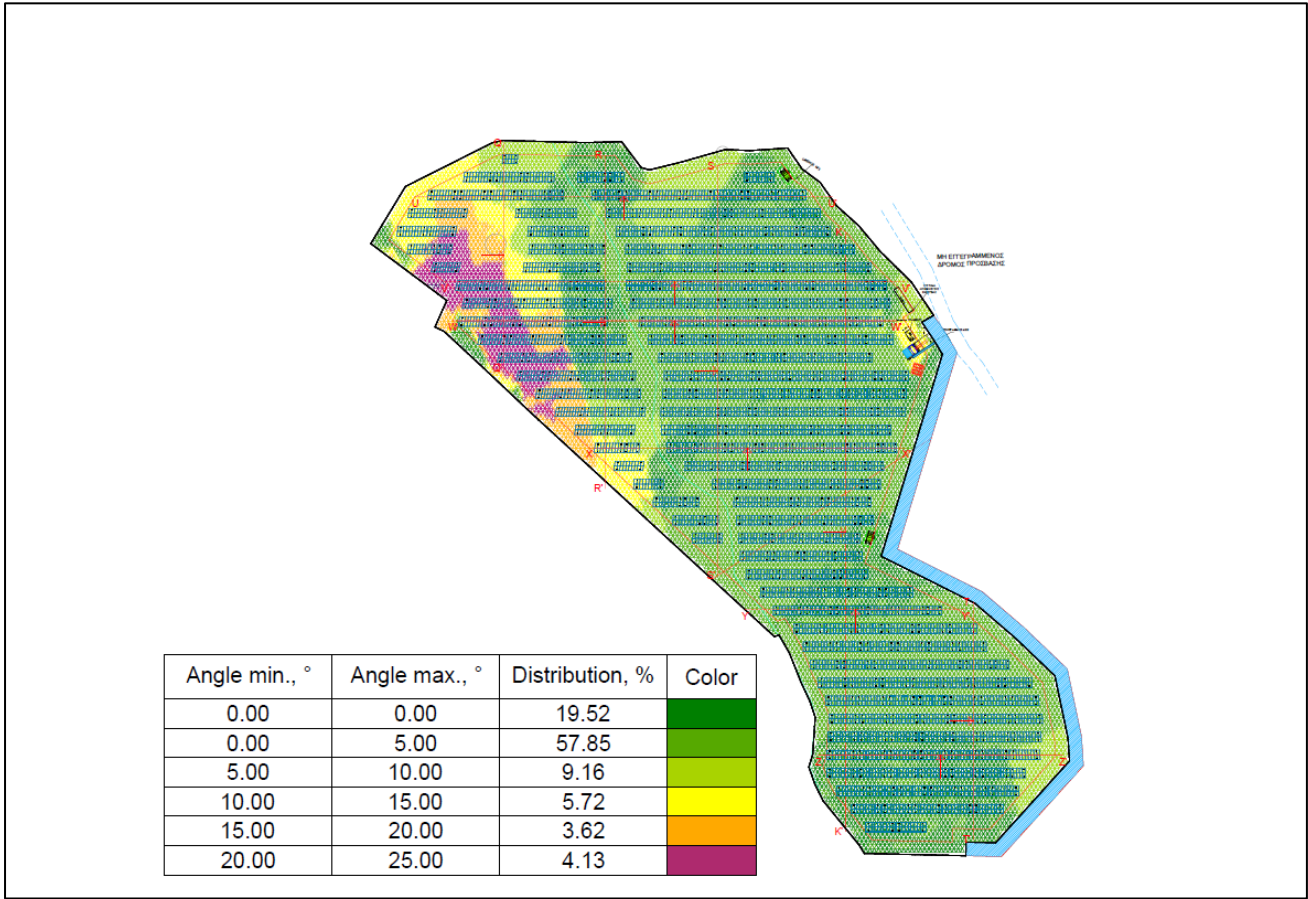 Q
R
S
U
U'
K
ΜΗ ΕΓΓΕΓΡΑΜΜΕΝΟΣ
ΔΡΟΜΟΣ ΠΡΟΣΒΑΣΗΣ
V'
W
W'
X
X'
R'
Y
Y'
Angle min., ° Angle max., ° Distribution, % Color
0.00 0.00 19.52
0.00 5.00 57.85
5.00 10.00 9.16
10.00 15.00 5.72
15.00 20.00 3.62
20.00 25.00 4.13
Z
Z'
K'